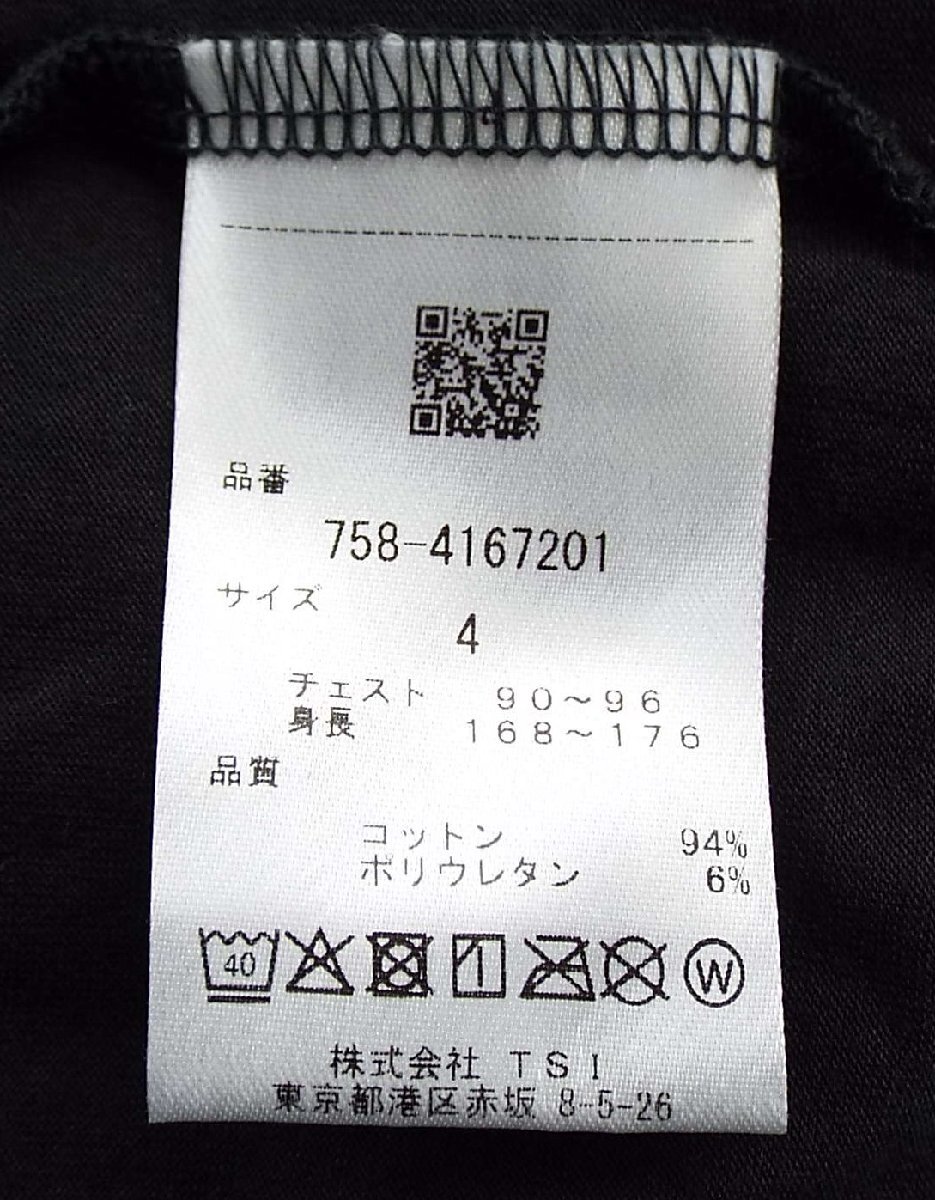 品番
758-4167201
サイズ
4
チェスト 90～96
身長 168～176
品質
コットン 94%
ポリウレタン 6%
40 W
株式会社 TSI
東京都港区赤坂 8-5-26